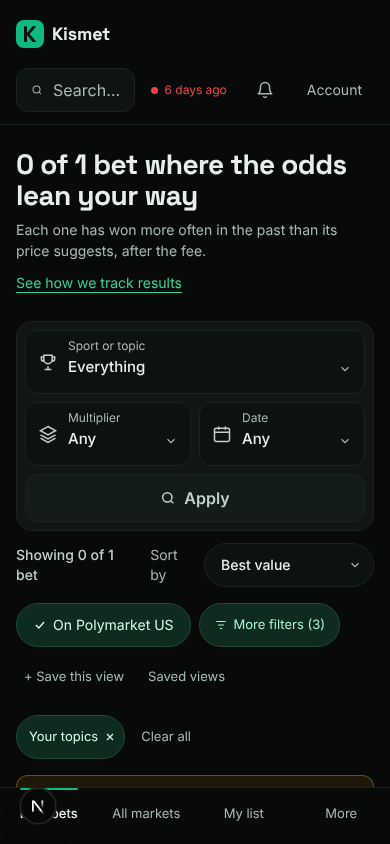 K Kismet
Search...
6 days ago
Account
0 of 1 bet where the odds
lean your way
Each one has won more often in the past than its
price suggests, after the fee.
See how we track results
Sport or topic
Everything
Multiplier
Any
Date
Any
Apply
Showing 0 of 1
bet
Sort
by
Best value
On Polymarket US
More filters (3)
+ Save this view
Saved views
Your topics ×
Clear all
N
bets
All markets
My list
More